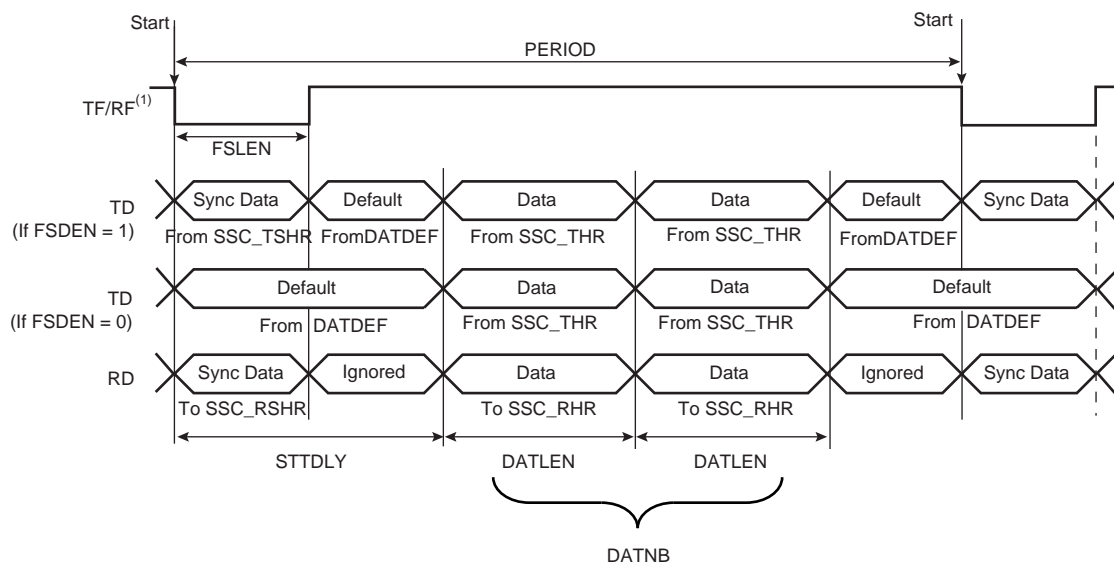 Start Start
PERIOD
TF/RF(1)
FSLEN
TD
(If FSDEN = 1)
Sync Data Default Data Data Default Sync Data
From SSC_TSHR FromDATDEF From SSC_THR From SSC_THR FromDATDEF
TD
(If FSDEN = 0)
Default Data Data Default
From DATDEF From SSC_THR From SSC_THR From DATDEF
RD
Sync Data Ignored Data Data Ignored Sync Data
To SSC_RSHR To SSC_RHR To SSC_RHR
STTDLY DATLEN DATLEN
DATNB